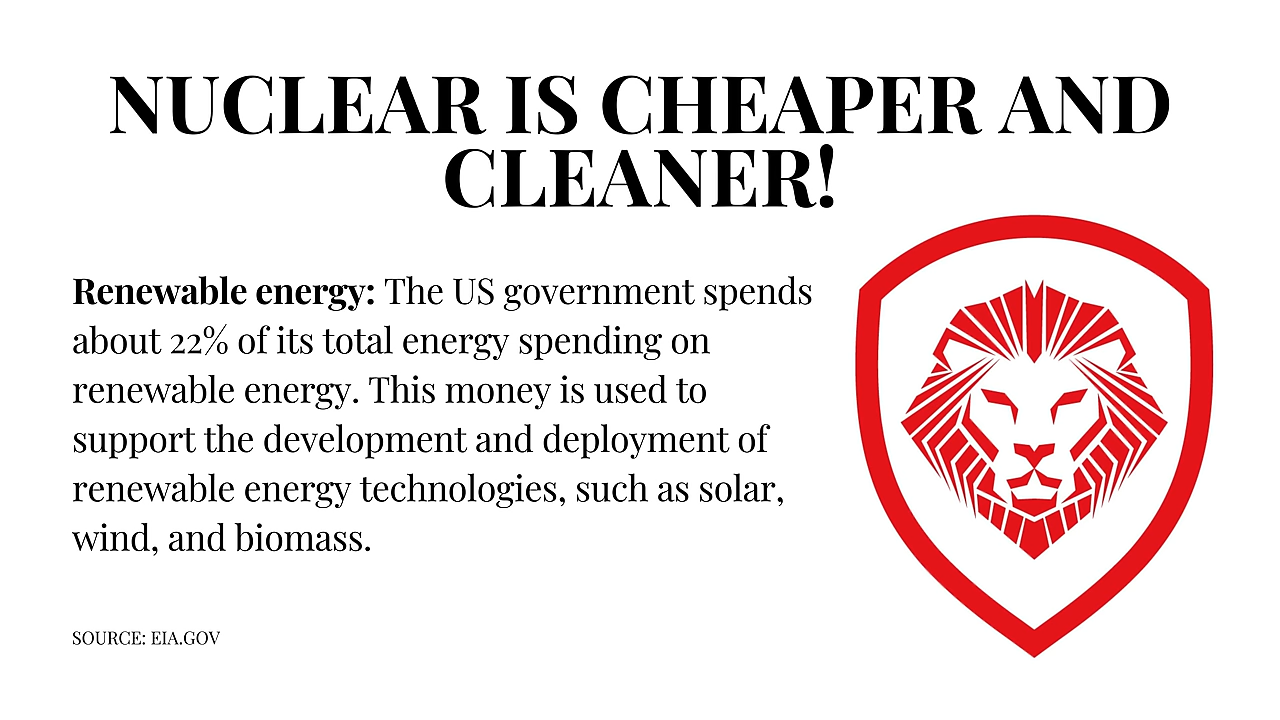 NUCLEAR IS CHEAPER AND
CLEANER!
Renewable energy: The US government spends
about 22% of its total energy spending on
renewable energy. This money is used to
support the development and deployment of
renewable energy technologies, such as solar,
wind, and biomass.
SOURCE: EIA.GOV